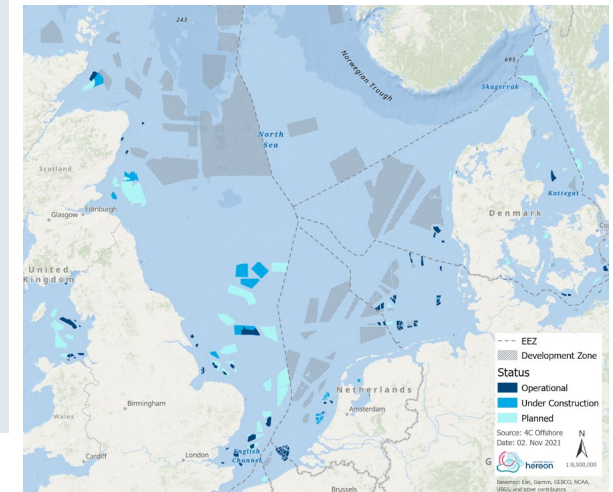 243
Norwegian Trough
695
Skagerrak
North
Sea
Scotland
Kattegat
Edinburgh
Glasgow
Denmark
United
Kingdom
EEZ
Development Zone
Status
Operational
Under Construction
Planned
Netherlands
Amsterdam
Birmingham
Wales
Source: 4C Offshore
Date: 02. Nov 2021
N
London
English
Channel
Cardiff
G
hereon
1:8,000,000
Brussels
Basemap: Esri, Garmin, GEBCO, NOAA,
USGS, and other contributors